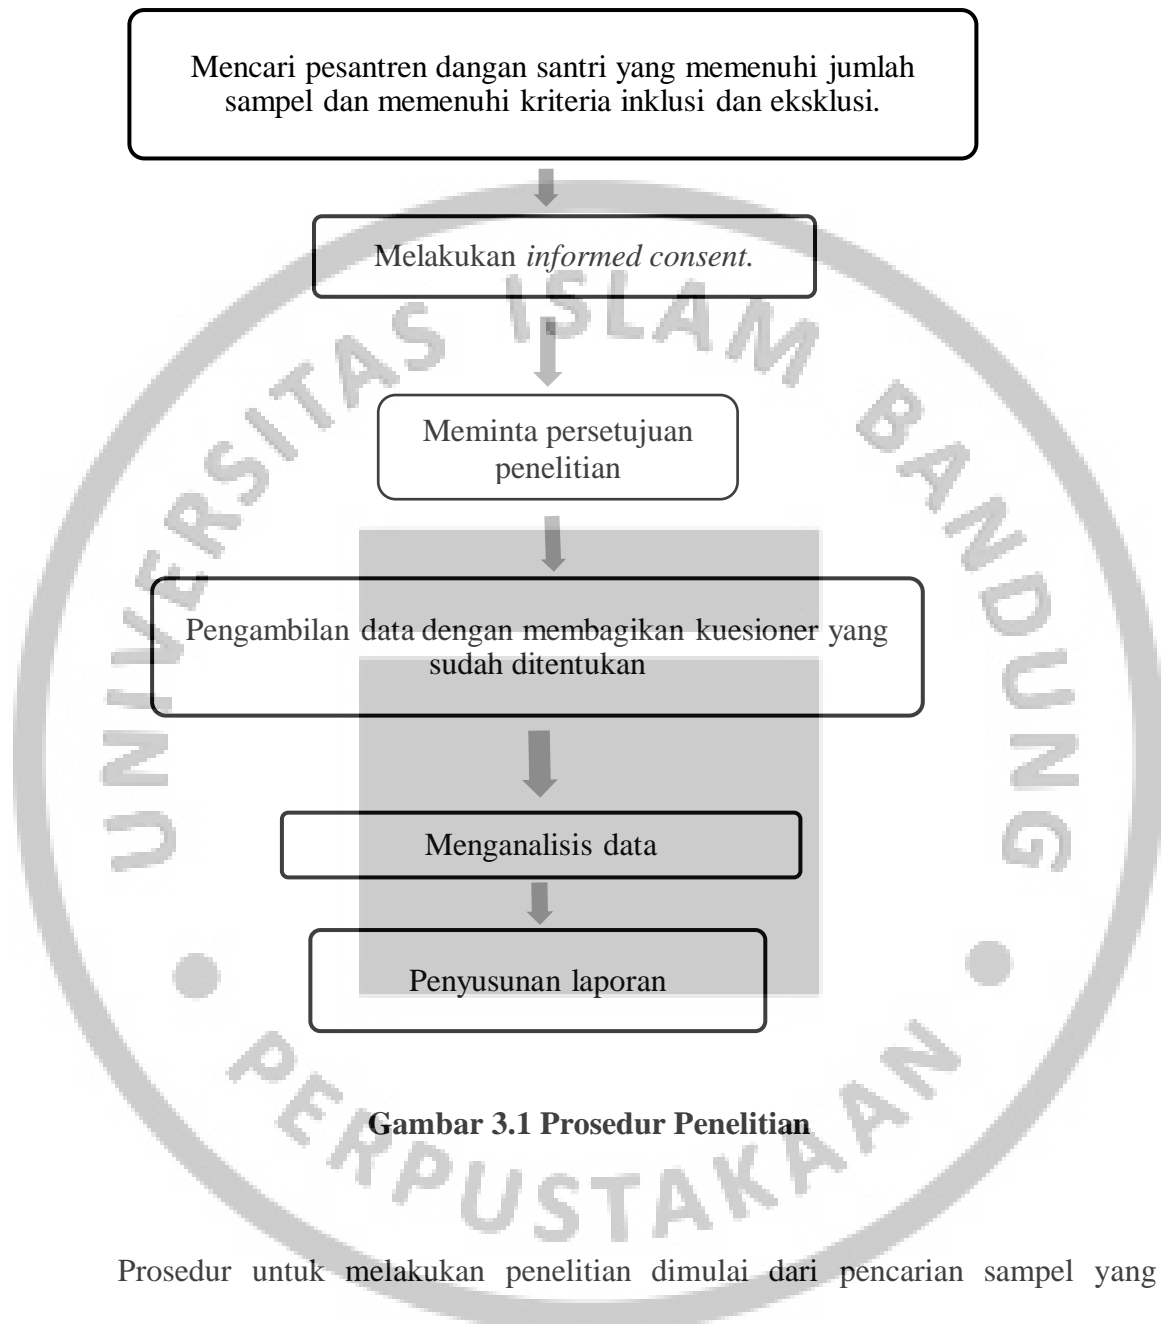 Mencari pesantren dangan santri yang memenuhi jumlah
sampel dan memenuhi kriteria inklusi dan eksklusi.
Melakukan informed consent.
Meminta persetujuan
penelitian
Pengambilan data dengan membagikan kuesioner yang
sudah ditentukan
Menganalisis data
Penyusunan laporan
Gambar 3.1 Prosedur Penelitian
Prosedur untuk melakukan penelitian dimulai dari pencarian sampel yang
UNIVERSITAS ISLAM BANDUNG
PERPUSTAKAAN